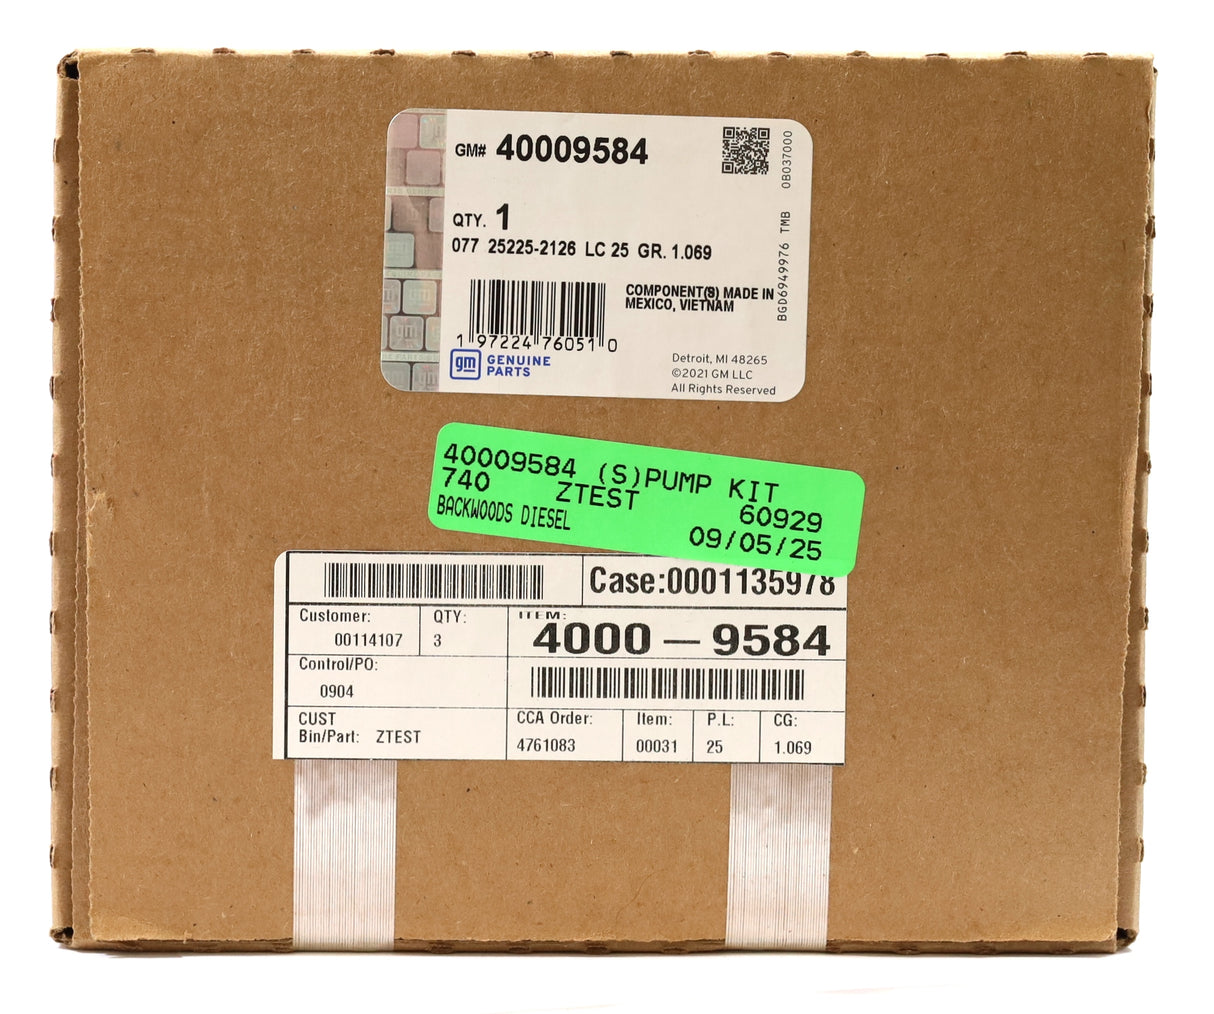 GM# 40009584
QTY. 1
077 25225-2126 LC 25 GR. 1.069
COMPONENT(S) MADE IN
MEXICO, VIETNAM
1 97224 76051 0
gm GENUINE
PARTS
Detroit, MI 48265
©2021 GM LLC
All Rights Reserved
BGD6949976 TMB 0B037000
40009584 (S)PUMP KIT
740 ZTEST 60929
BACKWOODS DIESEL 09/05/25
Case:0001135978
Customer:
00114107
QTY:
3
ITEM:
4000 — 9584
Control/PO:
0904
CUST
Bin/Part: ZTEST
CCA Order:
4761083
Item:
00031
P.L:
25
CG:
1.069